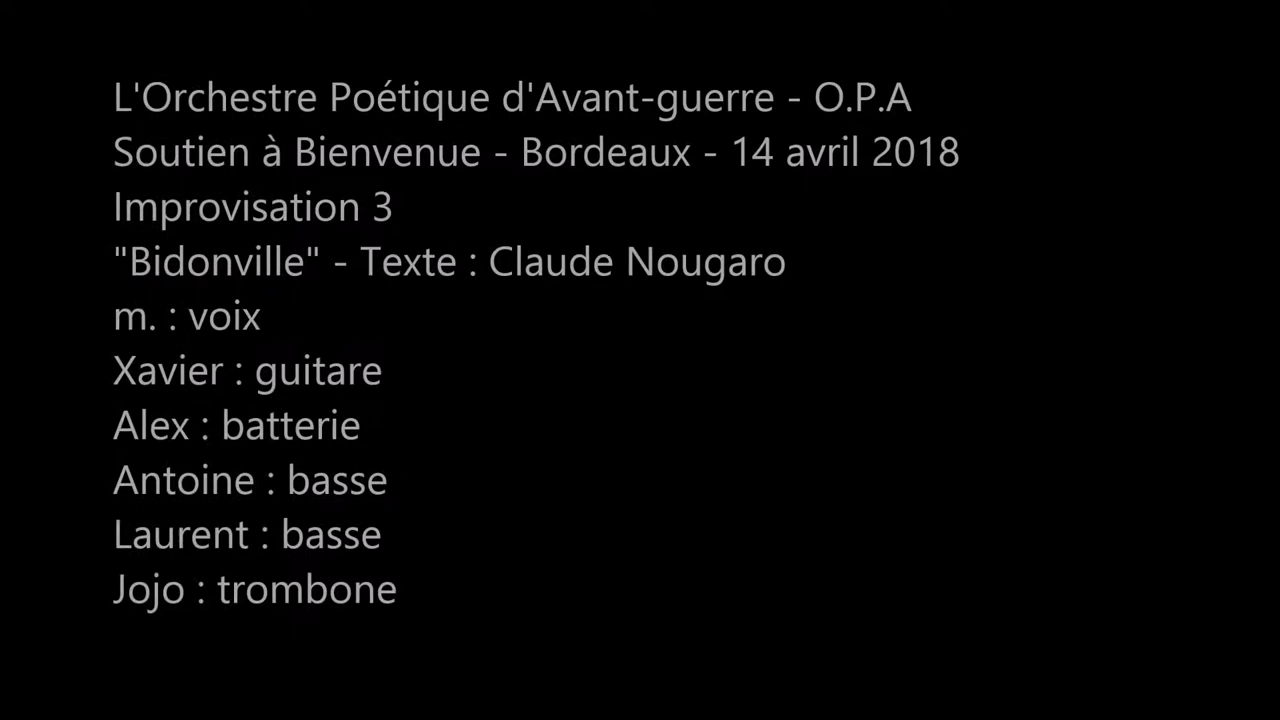 L'Orchestre Poétique d'Avant-guerre - O.P.A
Soutien à Bienvenue - Bordeaux - 14 avril 2018
Improvisation 3
"Bidonville" - Texte : Claude Nougaro
m. : voix
Xavier : guitare
Alex : batterie
Antoine : basse
Laurent : basse
Jojo : trombone